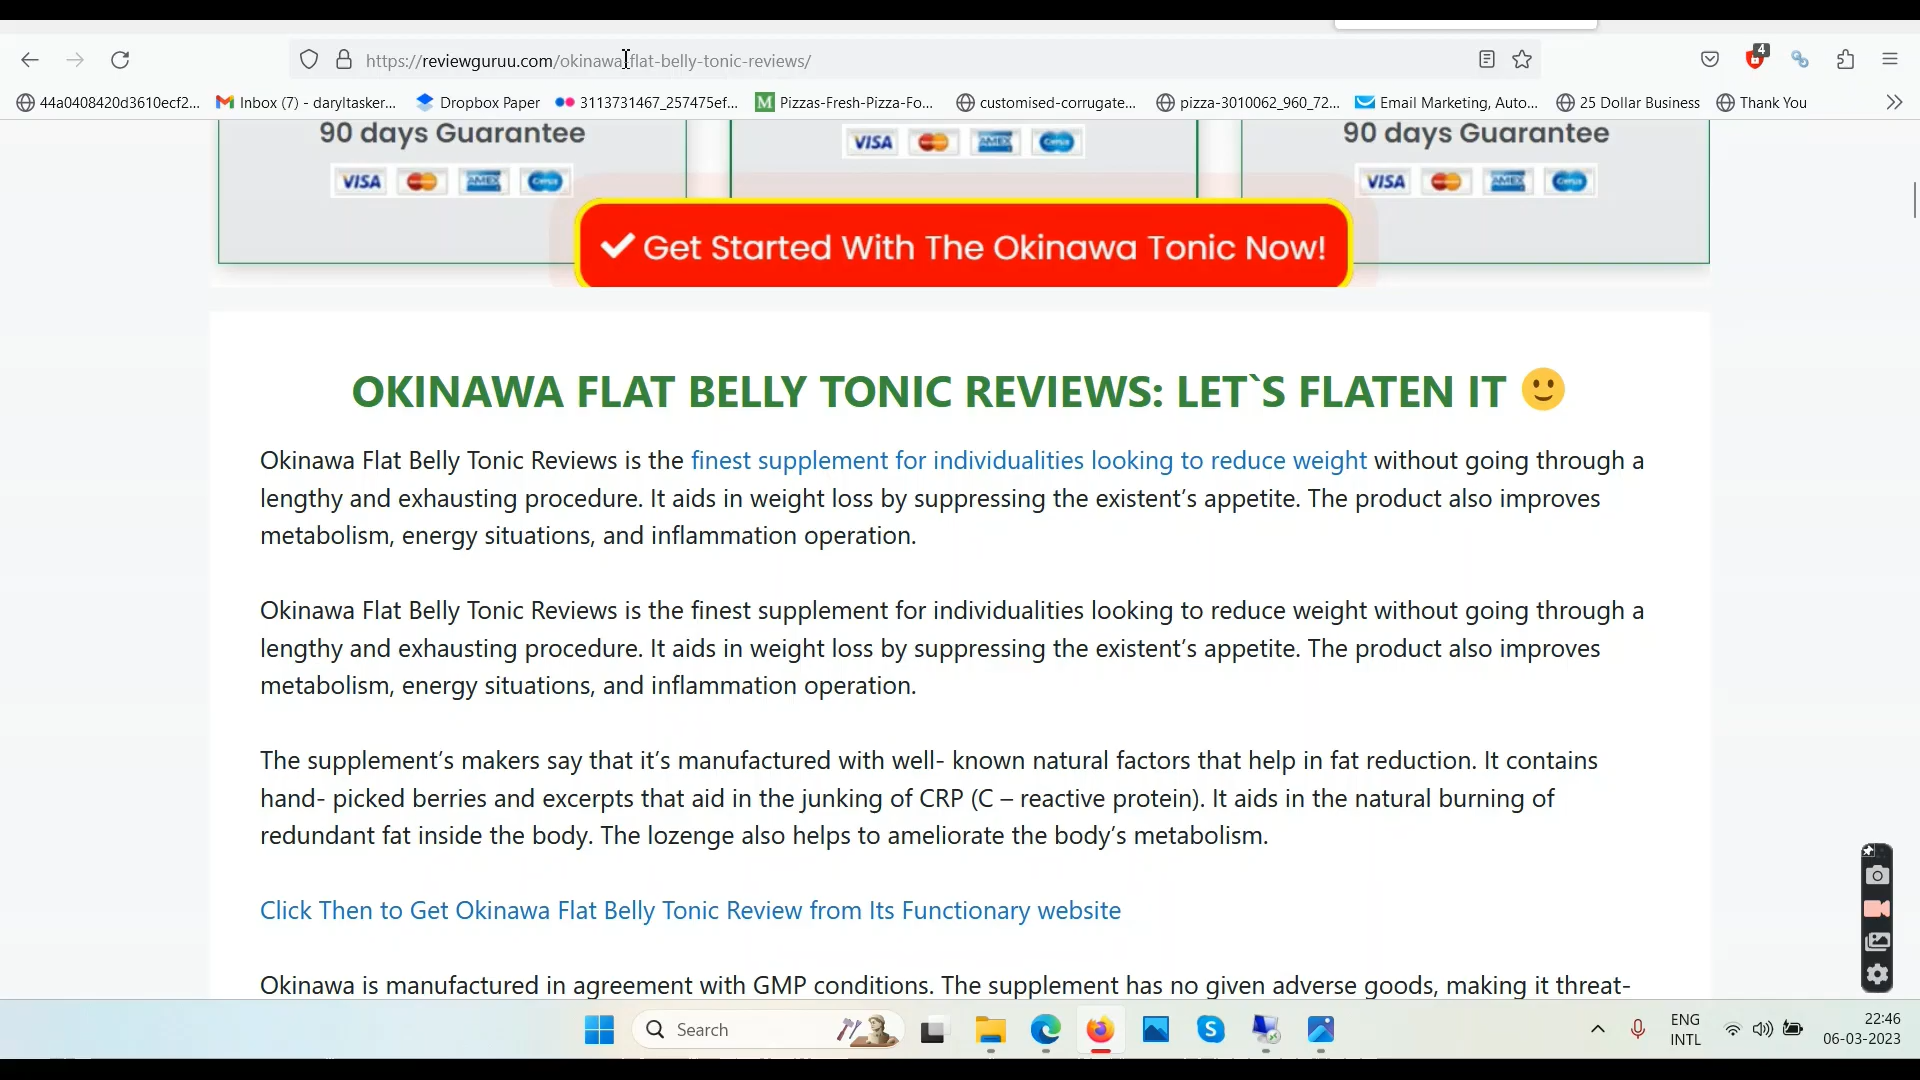 https://reviewguruu.com/okinawa-flat-belly-tonic-reviews/
4
44a0408420d3610ecf2... Inbox (7) - daryltasker... Dropbox Paper 3113731467_257475ef... Pizzas-Fresh-Pizza-Fo... customised-corrugate... pizza-3010062_960_72... Email Marketing, Auto... 25 Dollar Business Thank You
90 days Guarantee
90 days Guarantee
VISA AMEX Cirrus
VISA AMEX Cirrus
VISA AMEX Cirrus
Get Started With The Okinawa Tonic Now!
OKINAWA FLAT BELLY TONIC REVIEWS: LET`S FLATEN IT
Okinawa Flat Belly Tonic Reviews is the finest supplement for individualities looking to reduce weight without going through a
lengthy and exhausting procedure. It aids in weight loss by suppressing the existent’s appetite. The product also improves
metabolism, energy situations, and inflammation operation.
Okinawa Flat Belly Tonic Reviews is the finest supplement for individualities looking to reduce weight without going through a
lengthy and exhausting procedure. It aids in weight loss by suppressing the existent’s appetite. The product also improves
metabolism, energy situations, and inflammation operation.
The supplement’s makers say that it’s manufactured with well- known natural factors that help in fat reduction. It contains
hand- picked berries and excerpts that aid in the junking of CRP (C – reactive protein). It aids in the natural burning of
redundant fat inside the body. The lozenge also helps to ameliorate the body’s metabolism.
Click Then to Get Okinawa Flat Belly Tonic Review from Its Functionary website
Okinawa is manufactured in agreement with GMP conditions. The supplement has no given adverse goods, making it threat-
Search
ENG
INTL
22:46
06-03-2023